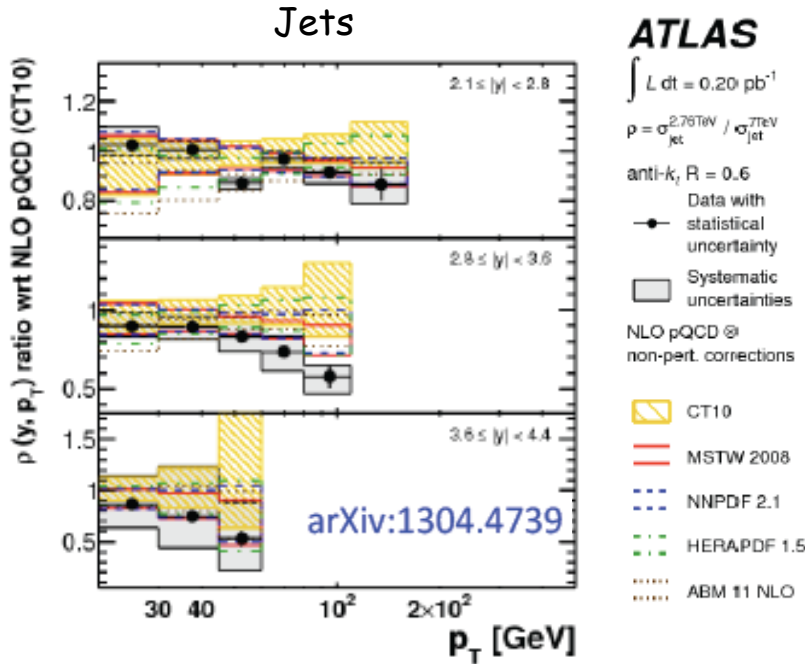 Jets
ρ (y, p_T) ratio wrt NLO pQCD (CT10)
2.1 ≤ |y| < 2.8
1.2
1
0.8
2.8 ≤ |y| < 3.6
1
0.5
3.6 ≤ |y| < 4.4
1.5
1
0.5
arXiv:1304.4739
30 40 10² 2×10²
p_T [GeV]
ATLAS
∫ L dt = 0.20 pb⁻¹
ρ = σ_jet^2.76TeV / σ_jet^7TeV
anti-k_t R = 0.6
Data with
statistical
uncertainty
Systematic
uncertainties
NLO pQCD ⊗
non-pert. corrections
CT10
MSTW 2008
NNPDF 2.1
HERAPDF 1.5
ABM 11 NLO